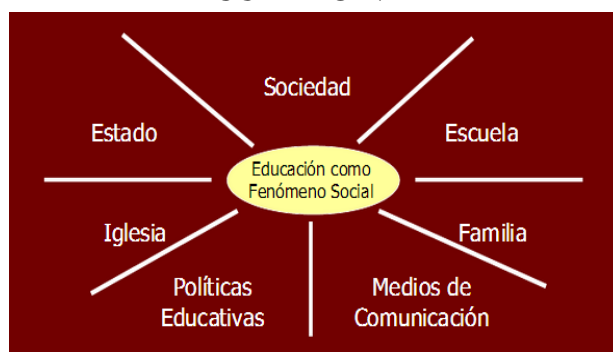 Sociedad
Estado
Escuela
Educación como
Fenómeno Social
Iglesia
Familia
Políticas
Educativas
Medios de
Comunicación